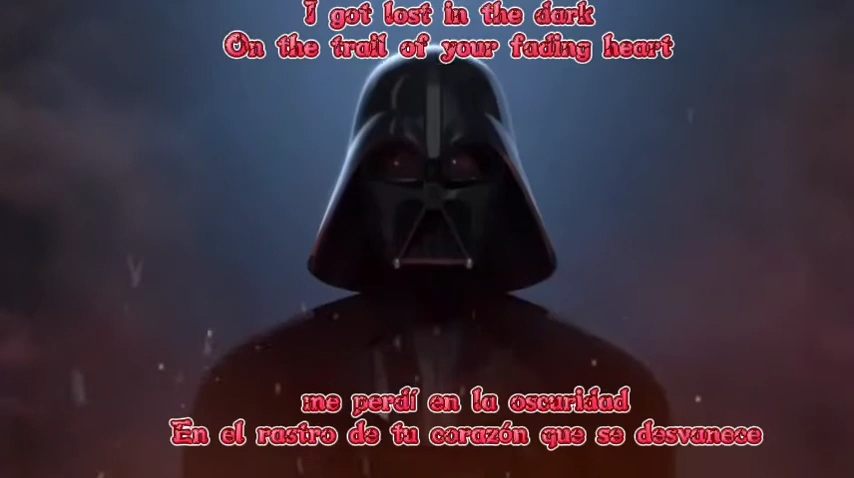 I got lost in the dark
On the trail of your fading heart
me perdí en la oscuridad
En el rastro de tu corazón que se desvanece